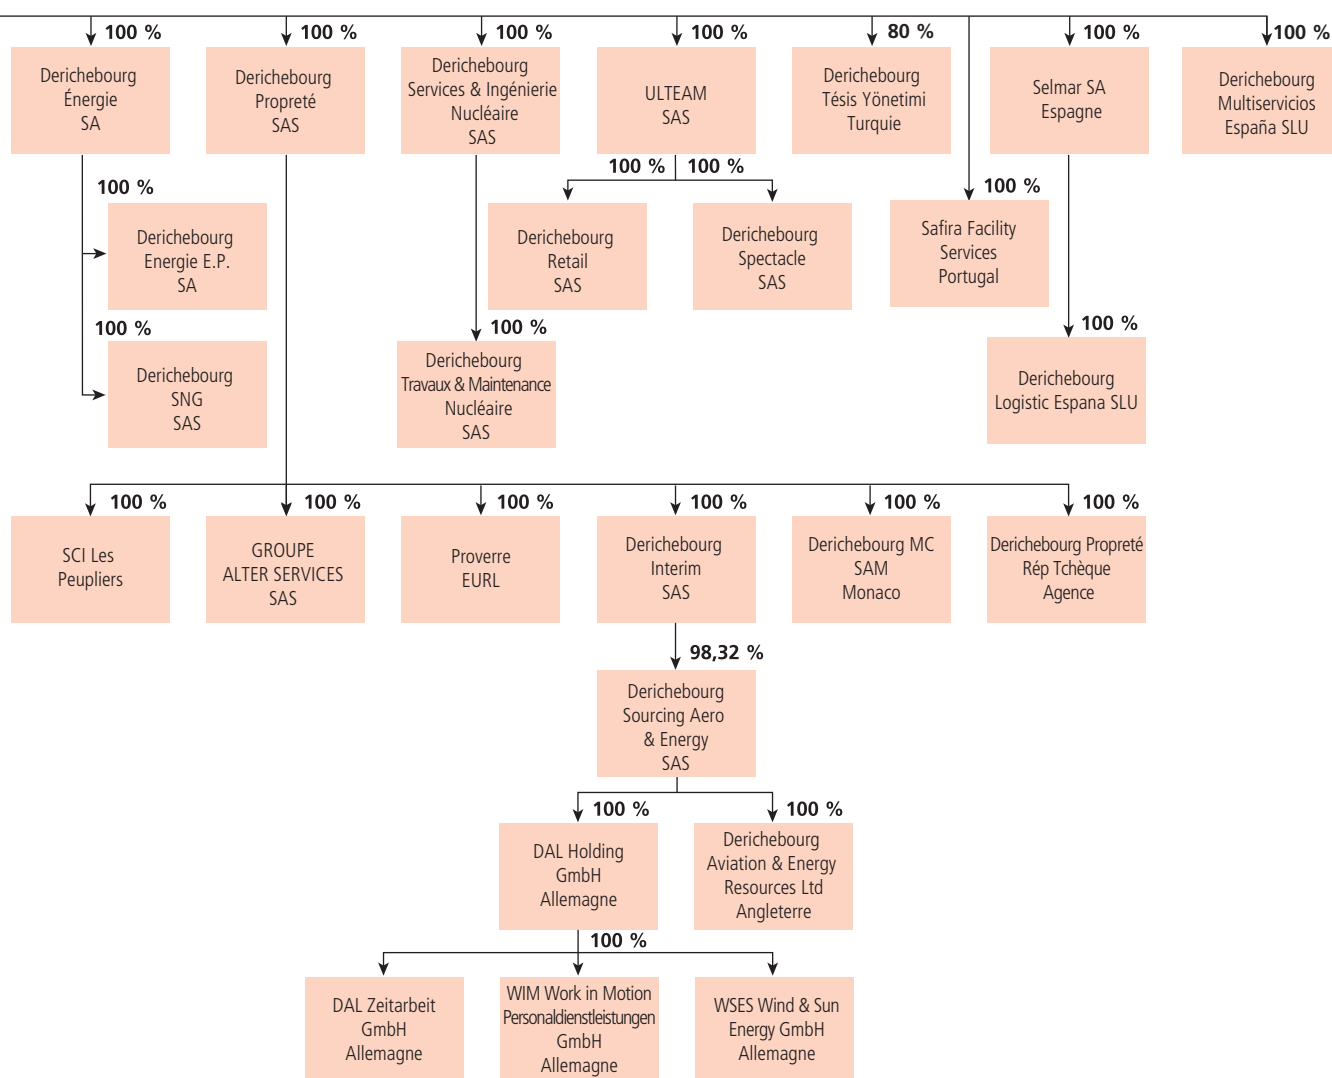 100 %
100 %
100 %
100 %
80 %
100 %
100 %
Derichebourg
Énergie
SA
Derichebourg
Propreté
SAS
Derichebourg
Services & Ingénierie
Nucléaire
SAS
ULTEAM
SAS
Derichebourg
Tésis Yönetimi
Turquie
Selmar SA
Espagne
Derichebourg
Multiservicios
España SLU
100 %
100 %
100 %
100 %
Derichebourg
Energie E.P.
SA
Derichebourg
Retail
SAS
Derichebourg
Spectacle
SAS
Safira Facility
Services
Portugal
100 %
100 %
100 %
Derichebourg
SNG
SAS
Derichebourg
Travaux & Maintenance
Nucléaire
SAS
Derichebourg
Logistic Espana SLU
100 %
100 %
100 %
100 %
100 %
100 %
SCI Les
Peupliers
GROUPE
ALTER SERVICES
SAS
Proverre
EURL
Derichebourg
Interim
SAS
Derichebourg MC
SAM
Monaco
Derichebourg Propreté
Rép Tchèque
Agence
98,32 %
Derichebourg
Sourcing Aero
& Energy
SAS
100 %
100 %
DAL Holding
GmbH
Allemagne
Derichebourg
Aviation & Energy
Resources Ltd
Angleterre
100 %
DAL Zeitarbeit
GmbH
Allemagne
WIM Work in Motion
Personaldienstleistungen
GmbH
Allemagne
WSES Wind & Sun
Energy GmbH
Allemagne